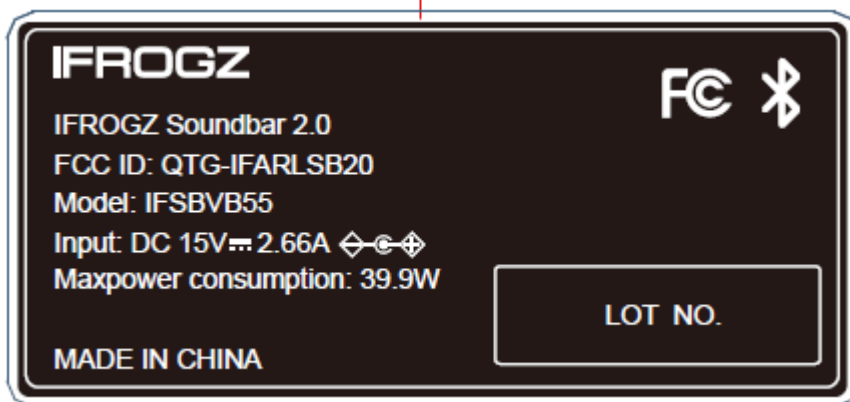 IFROGZ
FC
IFROGZ Soundbar 2.0
FCC ID: QTG-IFARLSB20
Model: IFSBVB55
Input: DC 15V⎓2.66A
Maxpower consumption: 39.9W
LOT NO.
MADE IN CHINA